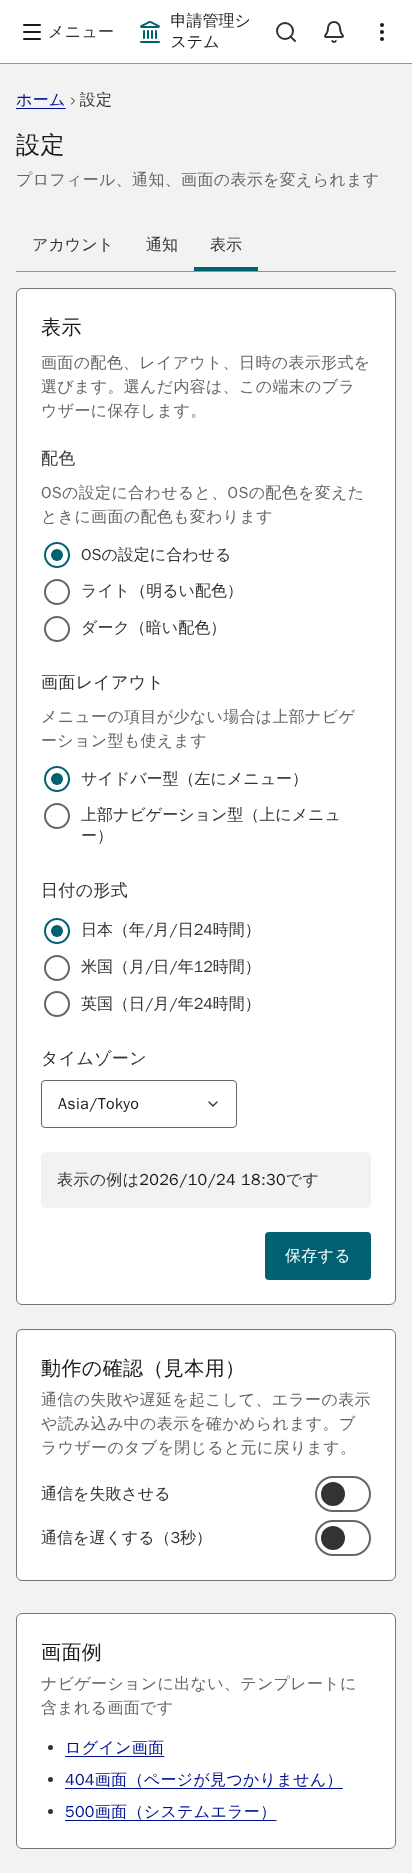 メニュー
申請管理シ
ステム
ホーム › 設定
設定
プロフィール、通知、画面の表示を変えられます
アカウント 通知 表示
表示
画面の配色、レイアウト、日時の表示形式を
選びます。選んだ内容は、この端末のブラ
ウザーに保存します。
配色
OSの設定に合わせると、OSの配色を変えた
ときに画面の配色も変わります
OSの設定に合わせる
ライト（明るい配色）
ダーク（暗い配色）
画面レイアウト
メニューの項目が少ない場合は上部ナビゲ
ーション型も使えます
サイドバー型（左にメニュー）
上部ナビゲーション型（上にメニュ
ー）
日付の形式
日本（年/月/日24時間）
米国（月/日/年12時間）
英国（日/月/年24時間）
タイムゾーン
Asia/Tokyo
表示の例は2026/10/24 18:30です
保存する
動作の確認（見本用）
通信の失敗や遅延を起こして、エラーの表示
や読み込み中の表示を確かめられます。ブ
ラウザーのタブを閉じると元に戻ります。
通信を失敗させる
通信を遅くする（3秒）
画面例
ナビゲーションに出ない、テンプレートに
含まれる画面です
ログイン画面
404画面（ページが見つかりません）
500画面（システムエラー）